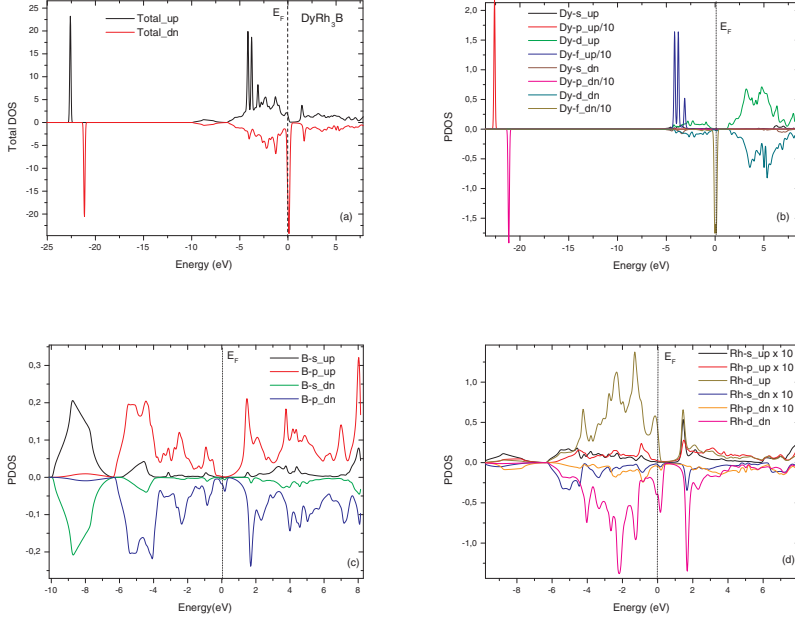 Total_up
Total_dn
E_F
DyRh₃B
25
20
15
10
5
0
-5
-10
-15
-20
Total DOS
(a)
-25 -20 -15 -10 -5 0 5
Energy (eV)
Dy-s_up
Dy-p_up/10
Dy-d_up
Dy-f_up/10
Dy-s_dn
Dy-p_dn/10
Dy-d_dn
Dy-f_dn/10
E_F
2,0
1,5
1,0
0,5
0,0
-0,5
-1,0
-1,5
PDOS
(b)
-20 -15 -10 -5 0 5
Energy (eV)
E_F
B-s_up
B-p_up
B-s_dn
B-p_dn
0,3
0,2
0,1
0,0
-0,1
-0,2
PDOS
(c)
-10 -8 -6 -4 -2 0 2 4 6 8
Energy(eV)
E_F
Rh-s_up x 10
Rh-p_up x 10
Rh-d_up
Rh-s_dn x 10
Rh-p_dn x 10
Rh-d_dn
1,0
0,5
0,0
-0,5
-1,0
PDOS
(d)
-8 -6 -4 -2 0 2 4 6 8
Energy (eV)